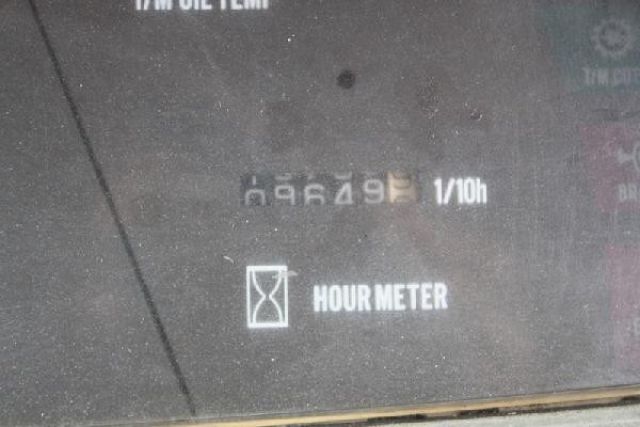 T/M OIL TEMP
T/M
09649 1/10h
HOUR METER